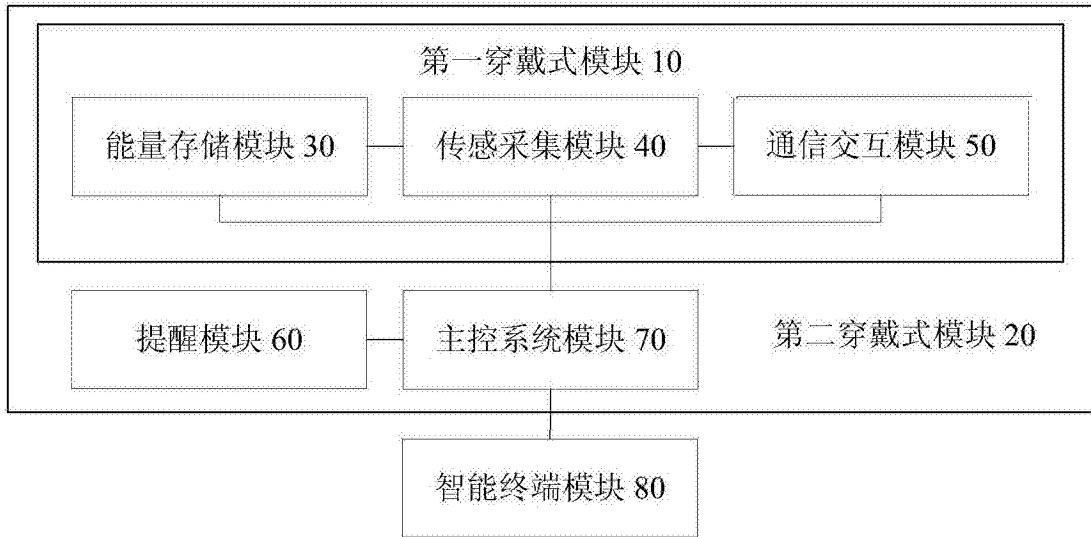 第一穿戴式模块 10
能量存储模块 30
传感采集模块 40
通信交互模块 50
提醒模块 60
主控系统模块 70
第二穿戴式模块 20
智能终端模块 80